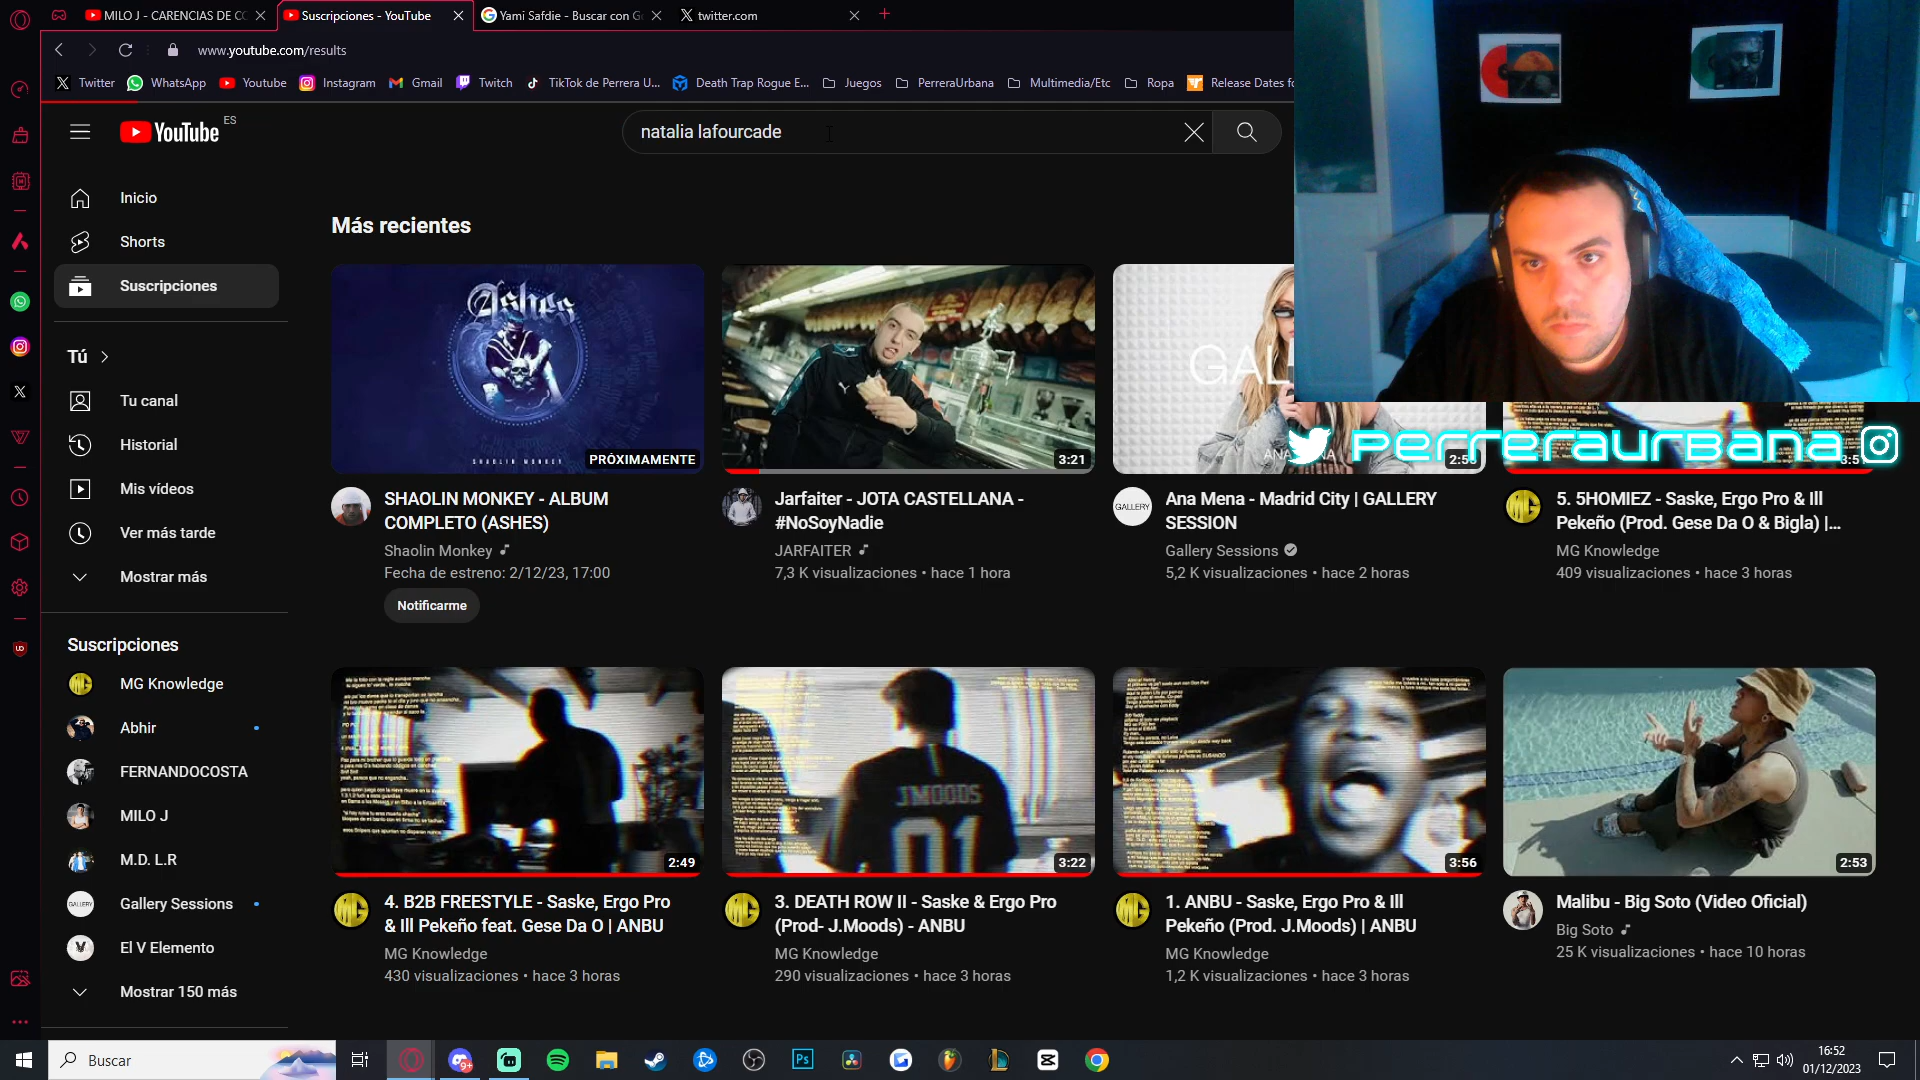 MILO J - CARENCIAS DE CO
Suscripciones - YouTube
Yami Safdie - Buscar con G
twitter.com
www.youtube.com/results
Twitter
WhatsApp
Youtube
Instagram
Gmail
Twitch
TikTok de Perrera U...
Death Trap Rogue E...
Juegos
PerreraUrbana
Multimedia/Etc
Ropa
Release Dates fo
YouTube ES
natalia lafourcade
Inicio
Shorts
Suscripciones
Tú
Tu canal
Historial
Mis vídeos
Ver más tarde
Mostrar más
Suscripciones
MG Knowledge
Abhir
FERNANDOCOSTA
MILO J
M.D. L.R
Gallery Sessions
El V Elemento
Mostrar 150 más
Más recientes
Ashes
SHAOLIN MONKEY
PRÓXIMAMENTE
SHAOLIN MONKEY - ALBUM
COMPLETO (ASHES)
Shaolin Monkey
Fecha de estreno: 2/12/23, 17:00
Notificarme
3:21
Jarfaiter - JOTA CASTELLANA -
#NoSoyNadie
JARFAITER
7,3 K visualizaciones • hace 1 hora
GAL
GALLERY
Ana Mena - Madrid City | GALLERY
SESSION
Gallery Sessions
5,2 K visualizaciones • hace 2 horas
perreraurbana
5. 5HOMIEZ - Saske, Ergo Pro & Ill
Pekeño (Prod. Gese Da O & Bigla) |...
MG Knowledge
409 visualizaciones • hace 3 horas
2:49
4. B2B FREESTYLE - Saske, Ergo Pro
& Ill Pekeño feat. Gese Da O | ANBU
MG Knowledge
430 visualizaciones • hace 3 horas
JMOODS
01
3:22
3. DEATH ROW II - Saske & Ergo Pro
(Prod- J.Moods) - ANBU
MG Knowledge
290 visualizaciones • hace 3 horas
3:56
1. ANBU - Saske, Ergo Pro & Ill
Pekeño (Prod. J.Moods) | ANBU
MG Knowledge
1,2 K visualizaciones • hace 3 horas
2:53
Malibu - Big Soto (Video Oficial)
Big Soto
25 K visualizaciones • hace 10 horas
Buscar
9+
Ps
16:52
01/12/2023